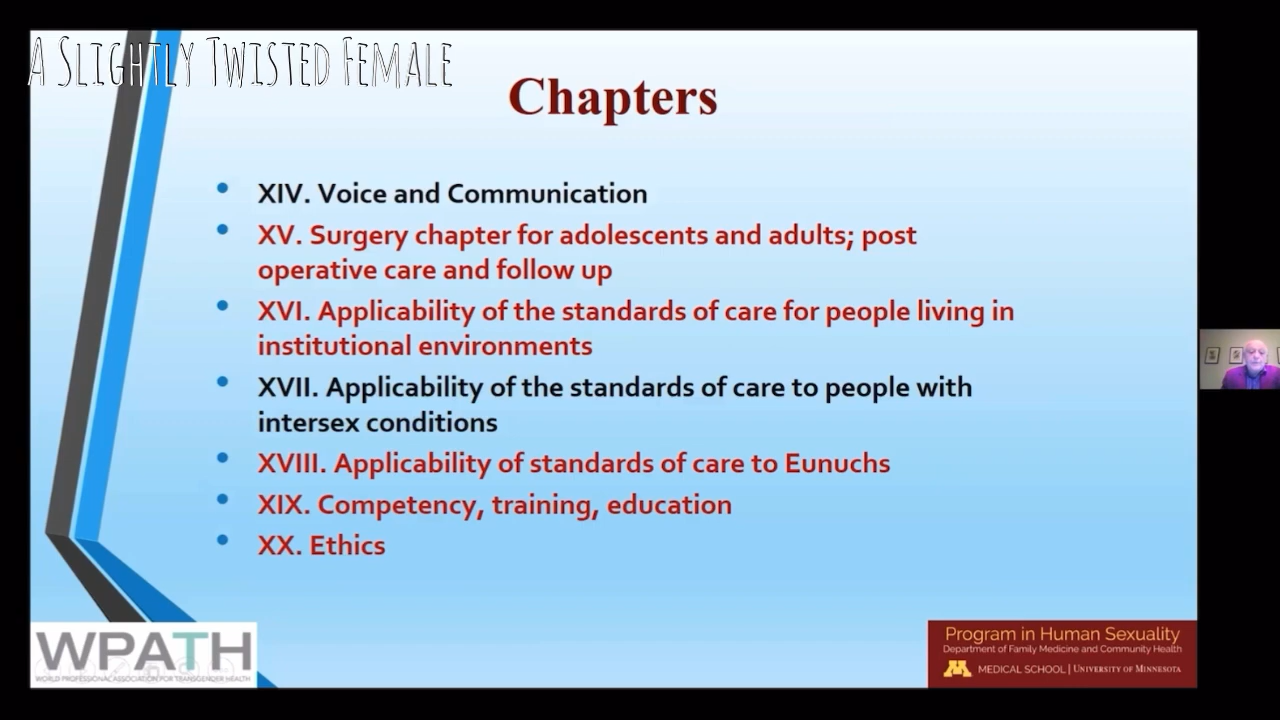 A Slightly Twisted Female
Chapters
XIV. Voice and Communication
XV. Surgery chapter for adolescents and adults; post
operative care and follow up
XVI. Applicability of the standards of care for people living in
institutional environments
XVII. Applicability of the standards of care to people with
intersex conditions
XVIII. Applicability of standards of care to Eunuchs
XIX. Competency, training, education
XX. Ethics
WPATH
WORLD PROFESSIONAL ASSOCIATION FOR TRANSGENDER HEALTH
Program in Human Sexuality
Department of Family Medicine and Community Health
M MEDICAL SCHOOL | UNIVERSITY OF MINNESOTA